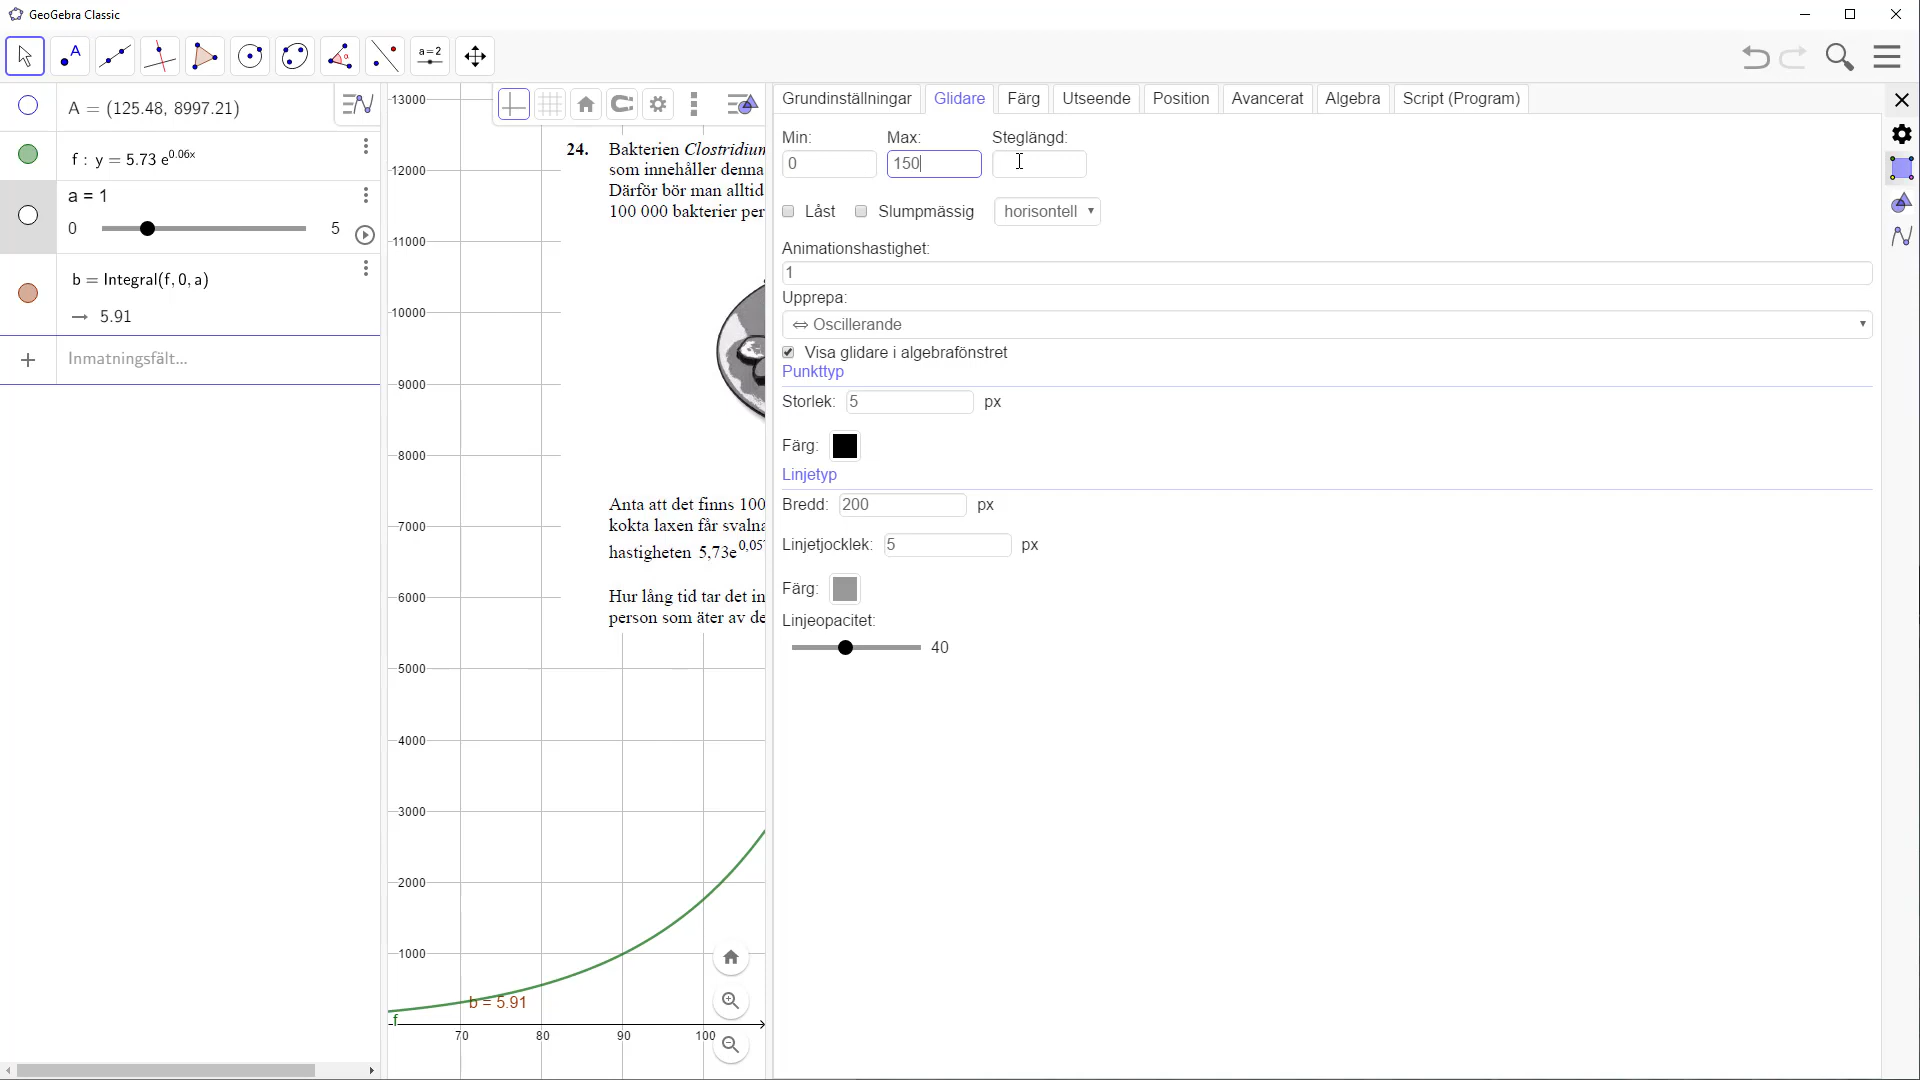 GeoGebra Classic
A
a=2
A = (125.48, 8997.21)
f : y = 5.73 e^0.06x
a = 1
0
5
b = Integral(f, 0, a)
→ 5.91
+ Inmatningsfält...
13000
12000
11000
10000
9000
8000
7000
6000
5000
4000
3000
2000
1000
70
80
90
100
f
b = 5.91
24. Bakterien Clostridium
som innehåller denna
Därför bör man alltid
100 000 bakterier per
Anta att det finns 100
kokta laxen får svalna
hastigheten 5,73e^0,05
Hur lång tid tar det in
person som äter av de
Grundinställningar
Glidare
Färg
Utseende
Position
Avancerat
Algebra
Script (Program)
Min:
Max:
Steglängd:
0
150
Låst
Slumpmässig
horisontell
Animationshastighet:
1
Upprepa:
⇔ Oscillerande
Visa glidare i algebrafönstret
Punkttyp
Storlek: 5 px
Färg:
Linjetyp
Bredd: 200 px
Linjetjocklek: 5 px
Färg:
Linjeopacitet:
40